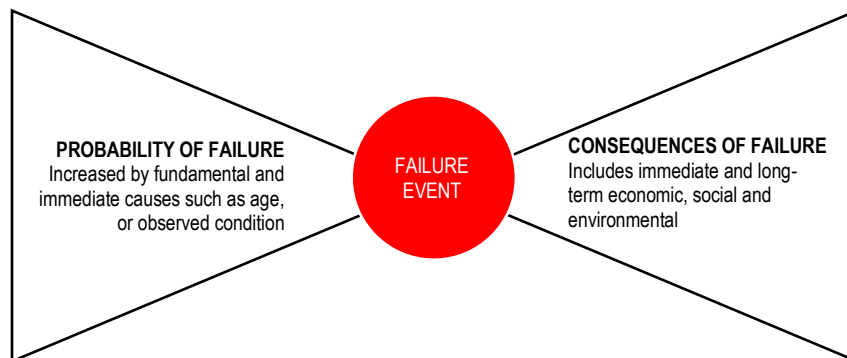 PROBABILITY OF FAILURE
Increased by fundamental and
immediate causes such as age,
or observed condition
FAILURE
EVENT
CONSEQUENCES OF FAILURE
Includes immediate and long-
term economic, social and
environmental